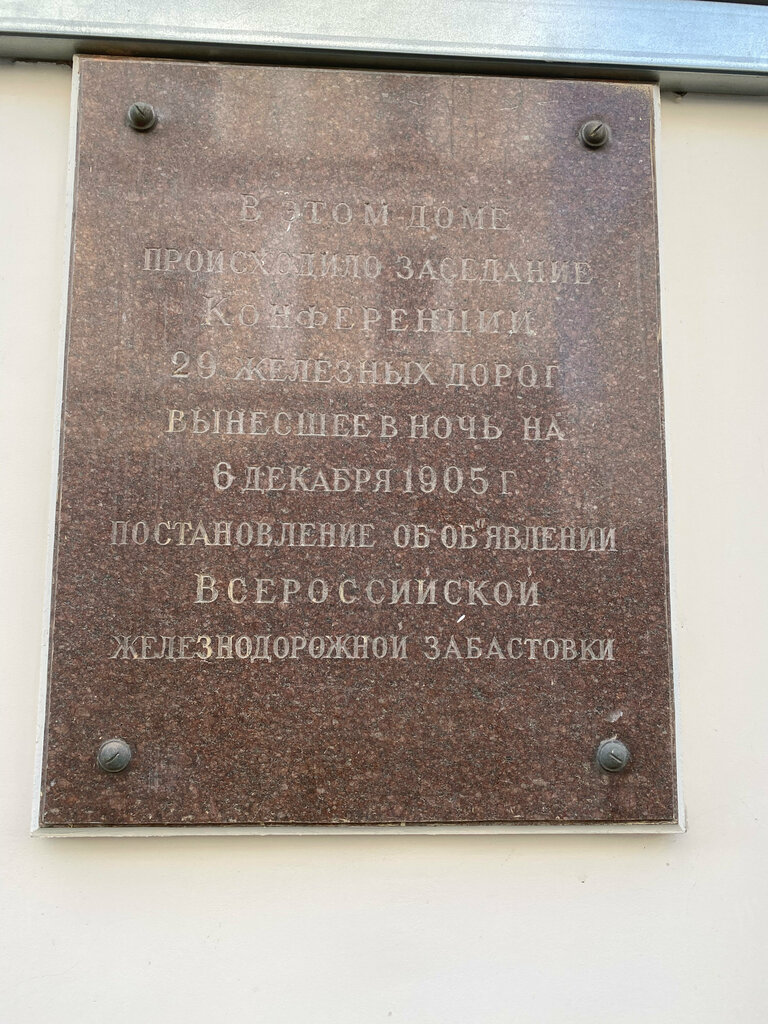 В ЭТОМ ДОМЕ
ПРОИСХОДИЛО ЗАСЕДАНИЕ
КОНФЕРЕНЦИИ
29 ЖЕЛЕЗНЫХ ДОРОГ
ВЫНЕСШЕЕ В НОЧЬ НА
6 ДЕКАБРЯ 1905 Г.
ПОСТАНОВЛЕНИЕ ОБ ОБ"ЯВЛЕНИИ
ВСЕРОССИЙСКОЙ
ЖЕЛЕЗНОДОРОЖНОЙ ЗАБАСТОВКИ